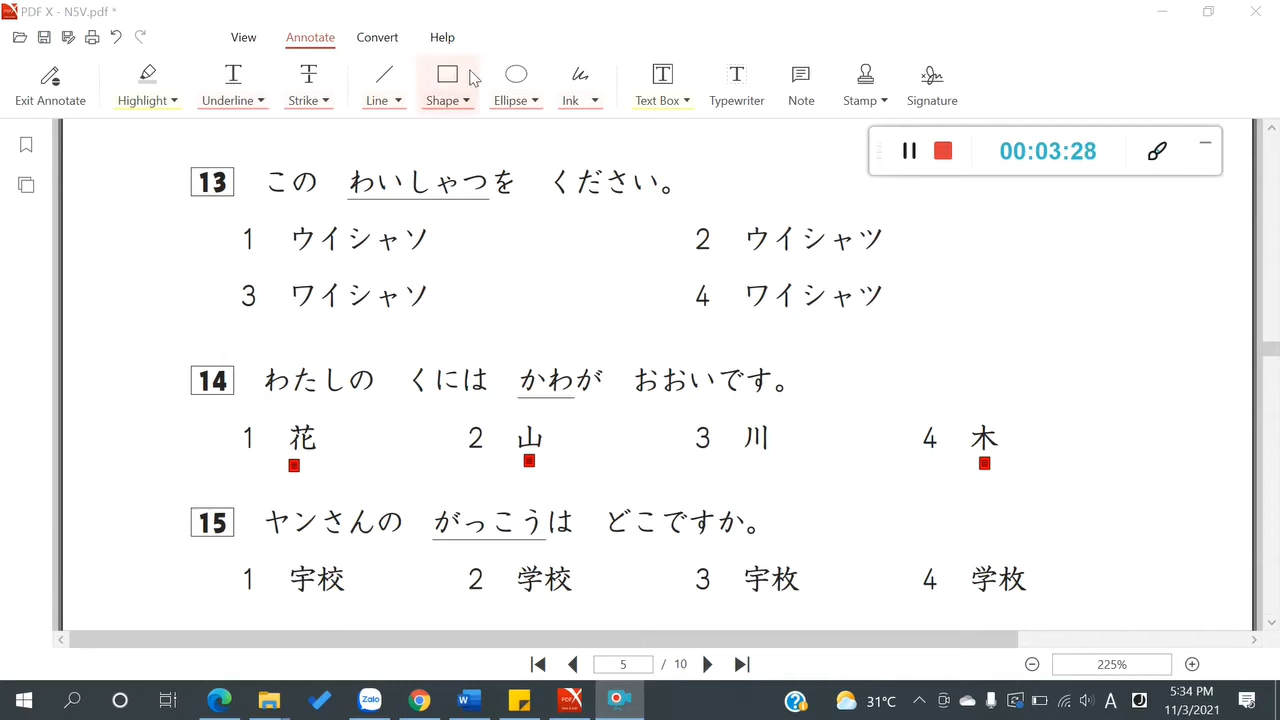 PDF X - N5V.pdf *
View Annotate Convert Help
Exit Annotate Highlight Underline Strike Line Shape Ellipse Ink Text Box Typewriter Note Stamp Signature
00:03:28
13 この わいしゃつを ください。
1 ウイシャソ 2 ウイシャツ
3 ワイシャソ 4 ワイシャツ
14 わたしの くには かわが おおいです。
1 花 2 山 3 川 4 木
15 ヤンさんの がっこうは どこですか。
1 宇校 2 学校 3 宇枚 4 学枚
5 / 10 225%
Zalo 31°C A 5:34 PM
11/3/2021